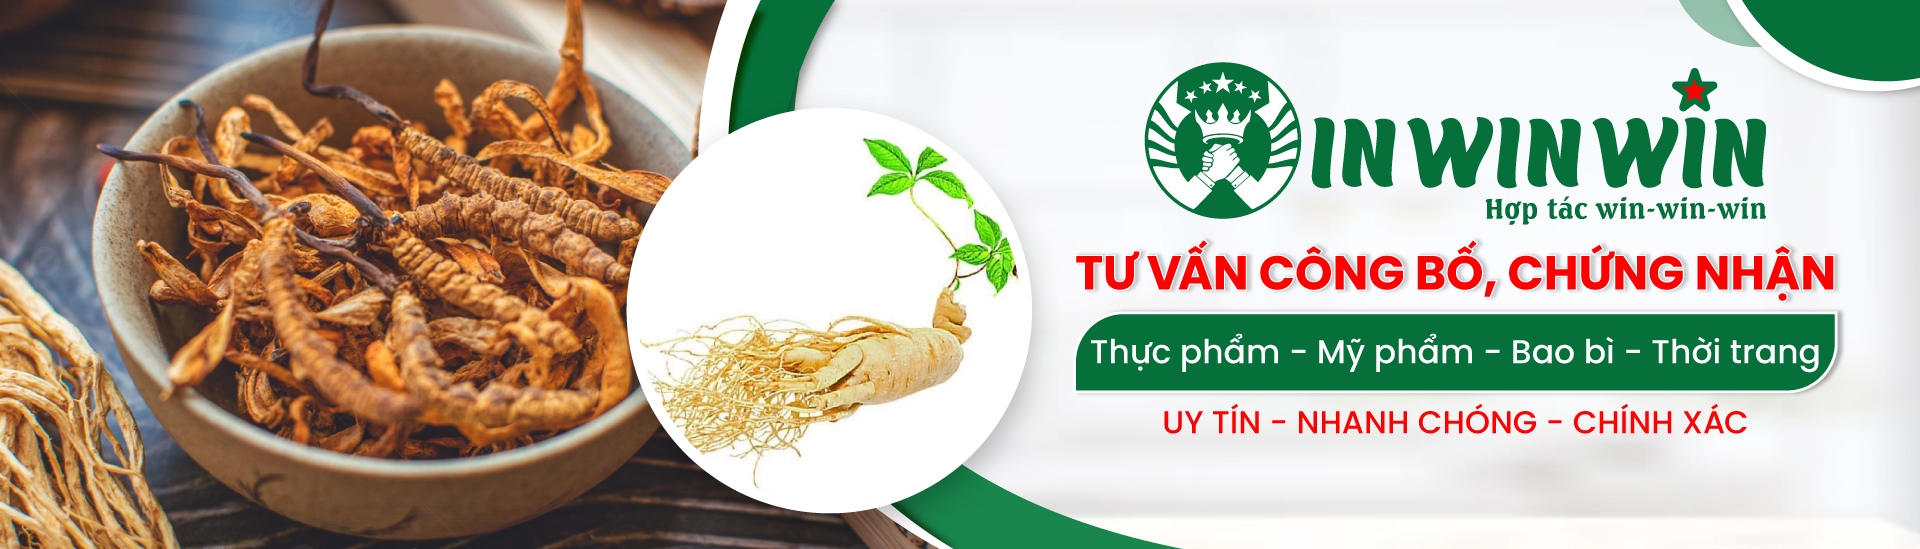 INWINWIN
Hợp tác win-win-win
TƯ VẤN CÔNG BỐ, CHỨNG NHẬN
Thực phẩm - Mỹ phẩm - Bao bì - Thời trang
UY TÍN - NHANH CHÓNG - CHÍNH XÁC